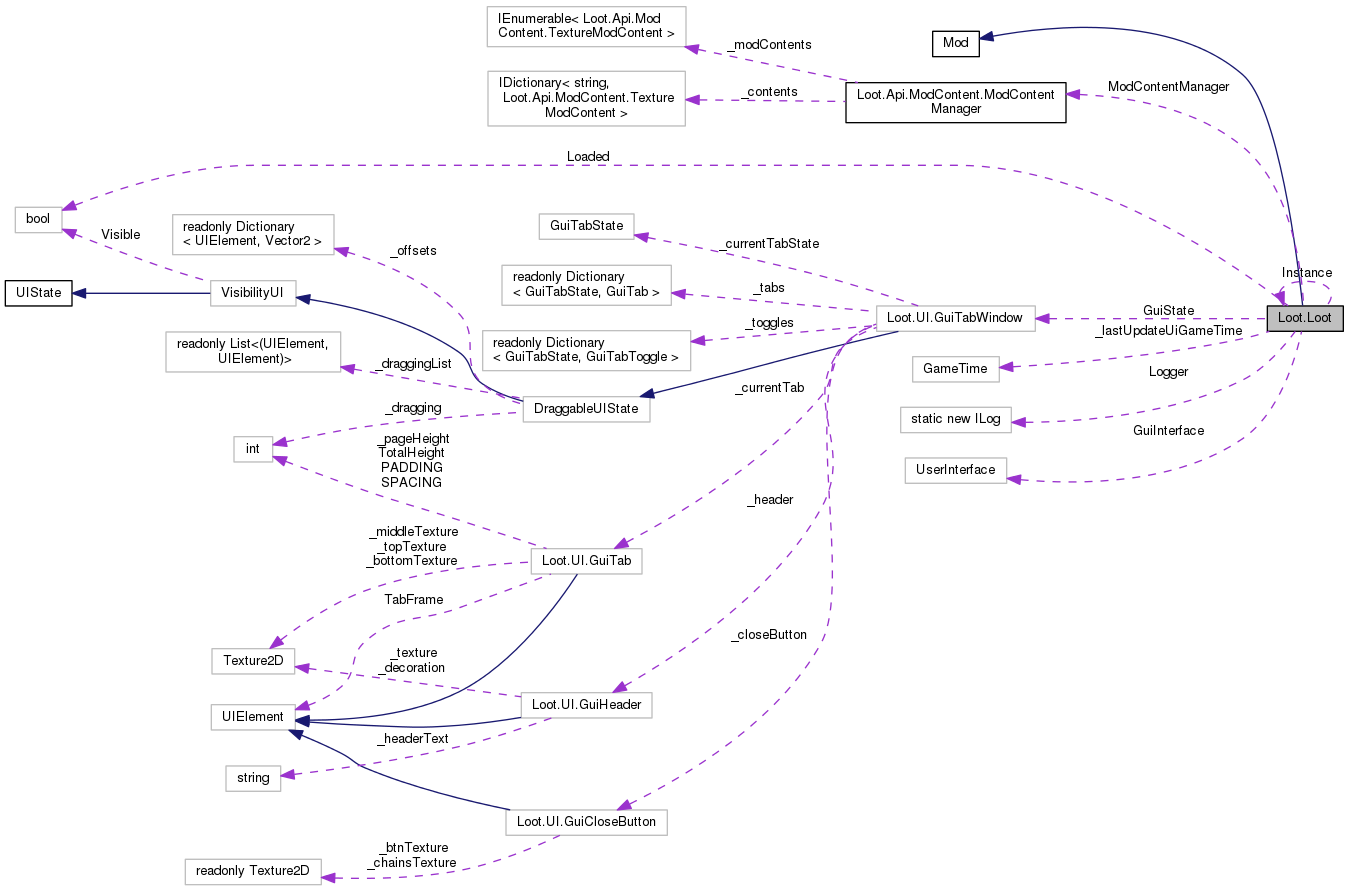 IEnumerable< Loot.Api.Mod
Content.TextureModContent >
_modContents
Mod
IDictionary< string,
Loot.Api.ModContent.Texture
ModContent >
_contents
Loot.Api.ModContent.ModContent
Manager
ModContentManager
Loaded
bool
Visible
readonly Dictionary
< UIElement, Vector2 >
_offsets
GuiTabState
_currentTabState
Instance
UIState
VisibilityUI
readonly Dictionary
< GuiTabState, GuiTab >
_tabs
Loot.UI.GuiTabWindow
GuiState
Loot.Loot
_lastUpdateUiGameTime
readonly List<(UIElement,
UIElement)>
_draggingList
readonly Dictionary
< GuiTabState, GuiTabToggle >
_toggles
GameTime
Logger
_currentTab
DraggableUIState
_dragging
static new ILog
GuiInterface
int
_pageHeight
TotalHeight
PADDING
SPACING
UserInterface
_header
_middleTexture
_topTexture
_bottomTexture
Loot.UI.GuiTab
TabFrame
_closeButton
Texture2D
_texture
_decoration
UIElement
Loot.UI.GuiHeader
_headerText
string
Loot.UI.GuiCloseButton
_btnTexture
_chainsTexture
readonly Texture2D